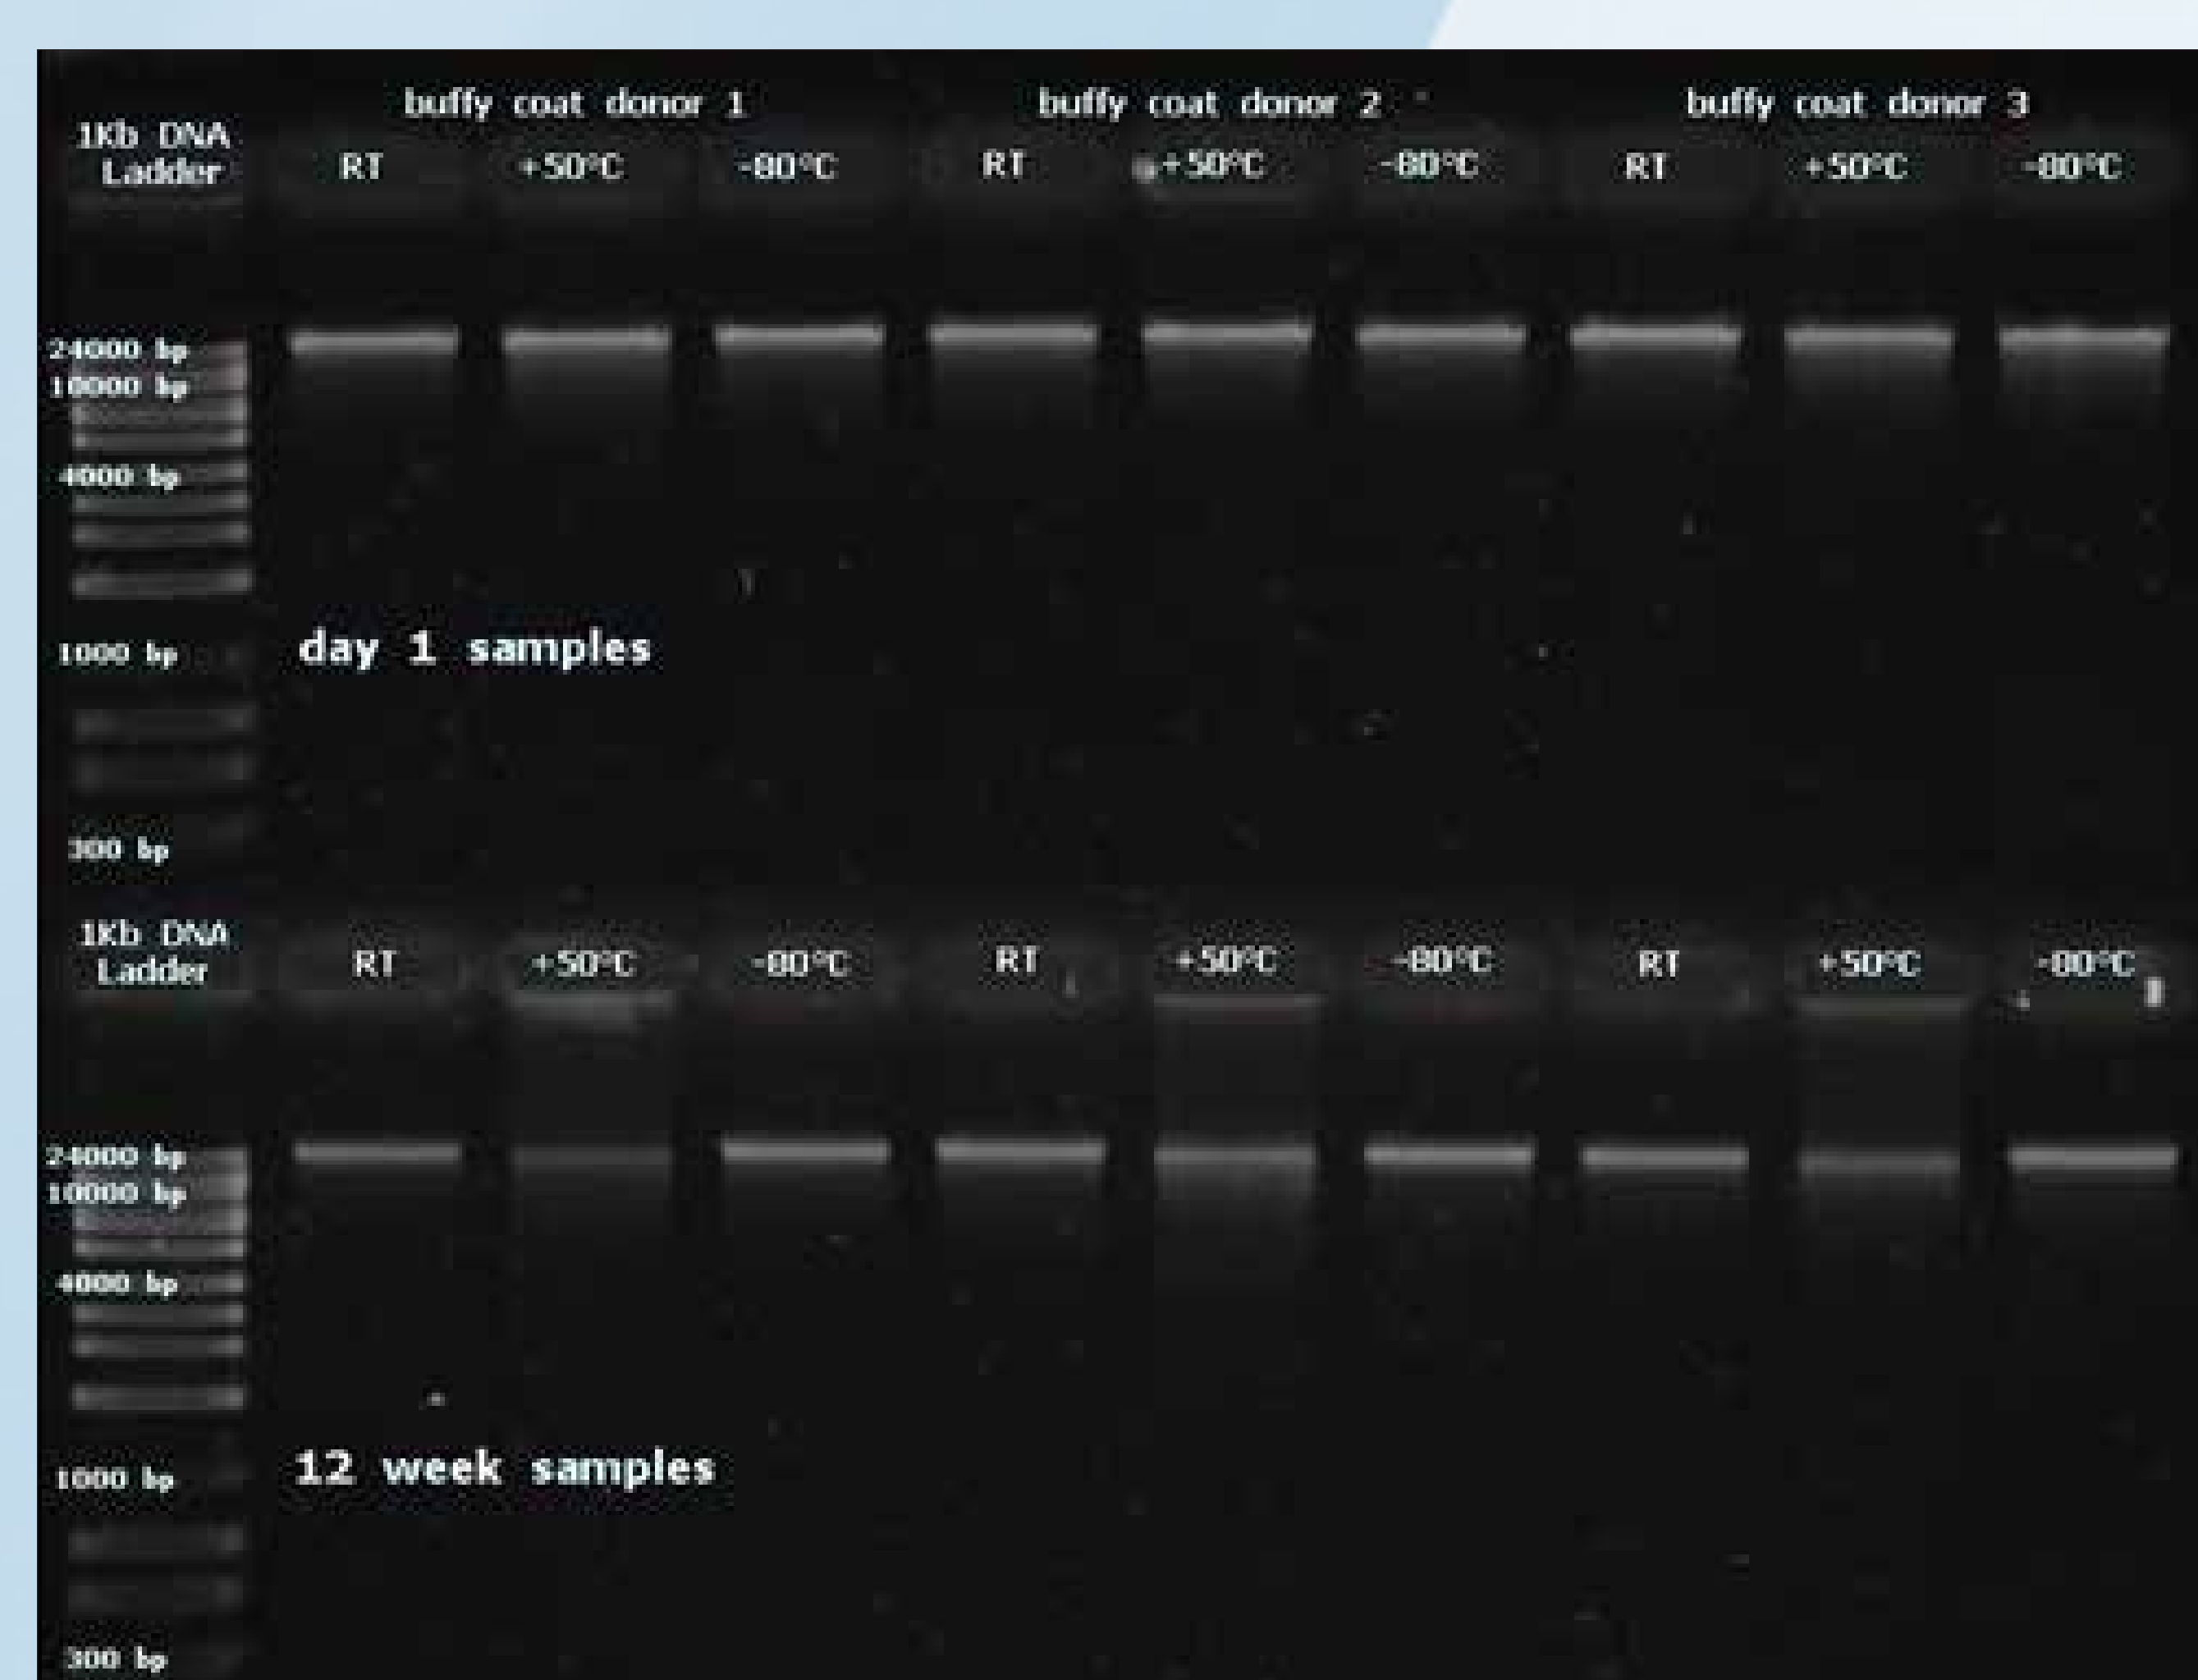 buffy coat donor 1 buffy coat donor 2 buffy coat donor 3
1Kb DNA
Ladder
RT +50°C -80°C RT +50°C -80°C RT +50°C -80°C
24000 bp
10000 bp
4000 bp
1000 bp
day 1 samples
300 bp
1Kb DNA
Ladder
RT +50°C -80°C RT +50°C -80°C RT +50°C -80°C
24000 bp
10000 bp
4000 bp
12 week samples
1000 bp
300 bp